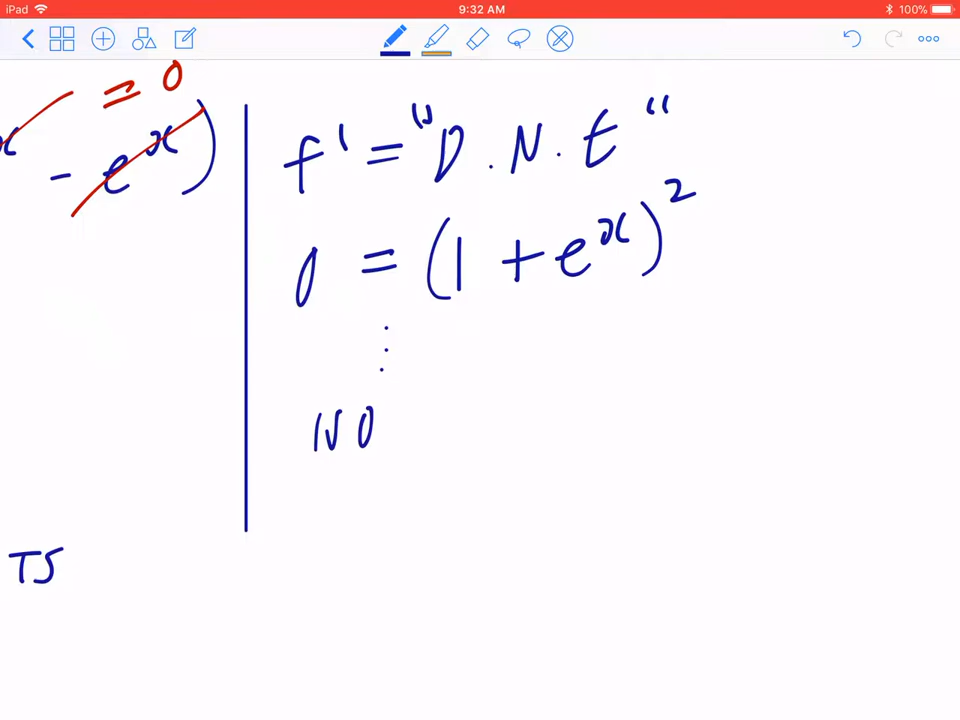 iPad 9:32 AM 100%
= 0
x - e^x)
f' = "D.N.E"
0 = (1 + e^x)^2
⋮
NO
TS